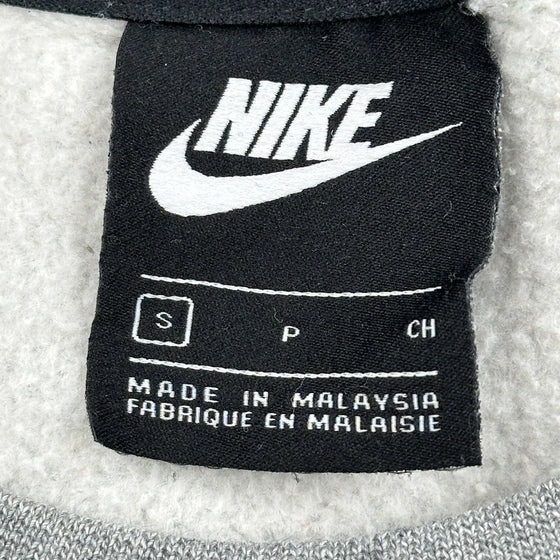 NIKE
S P CH
MADE IN MALAYSIA
FABRIQUE EN MALAISIE